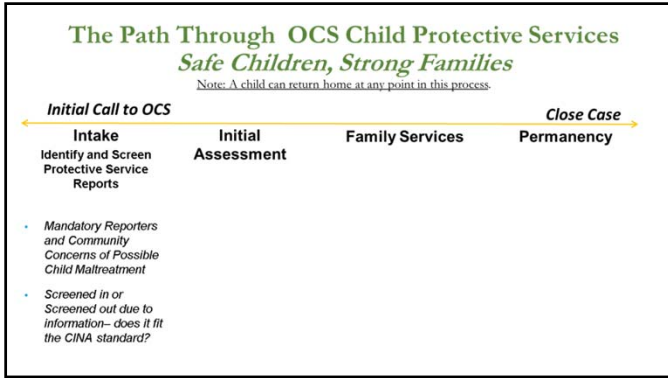 The Path Through OCS Child Protective Services
Safe Children, Strong Families
Note: A child can return home at any point in this process.
Initial Call to OCS
Close Case
Intake
Identify and Screen
Protective Service
Reports
Initial
Assessment
Family Services
Permanency
• Mandatory Reporters
and Community
Concerns of Possible
Child Maltreatment
• Screened in or
Screened out due to
information– does it fit
the CINA standard?